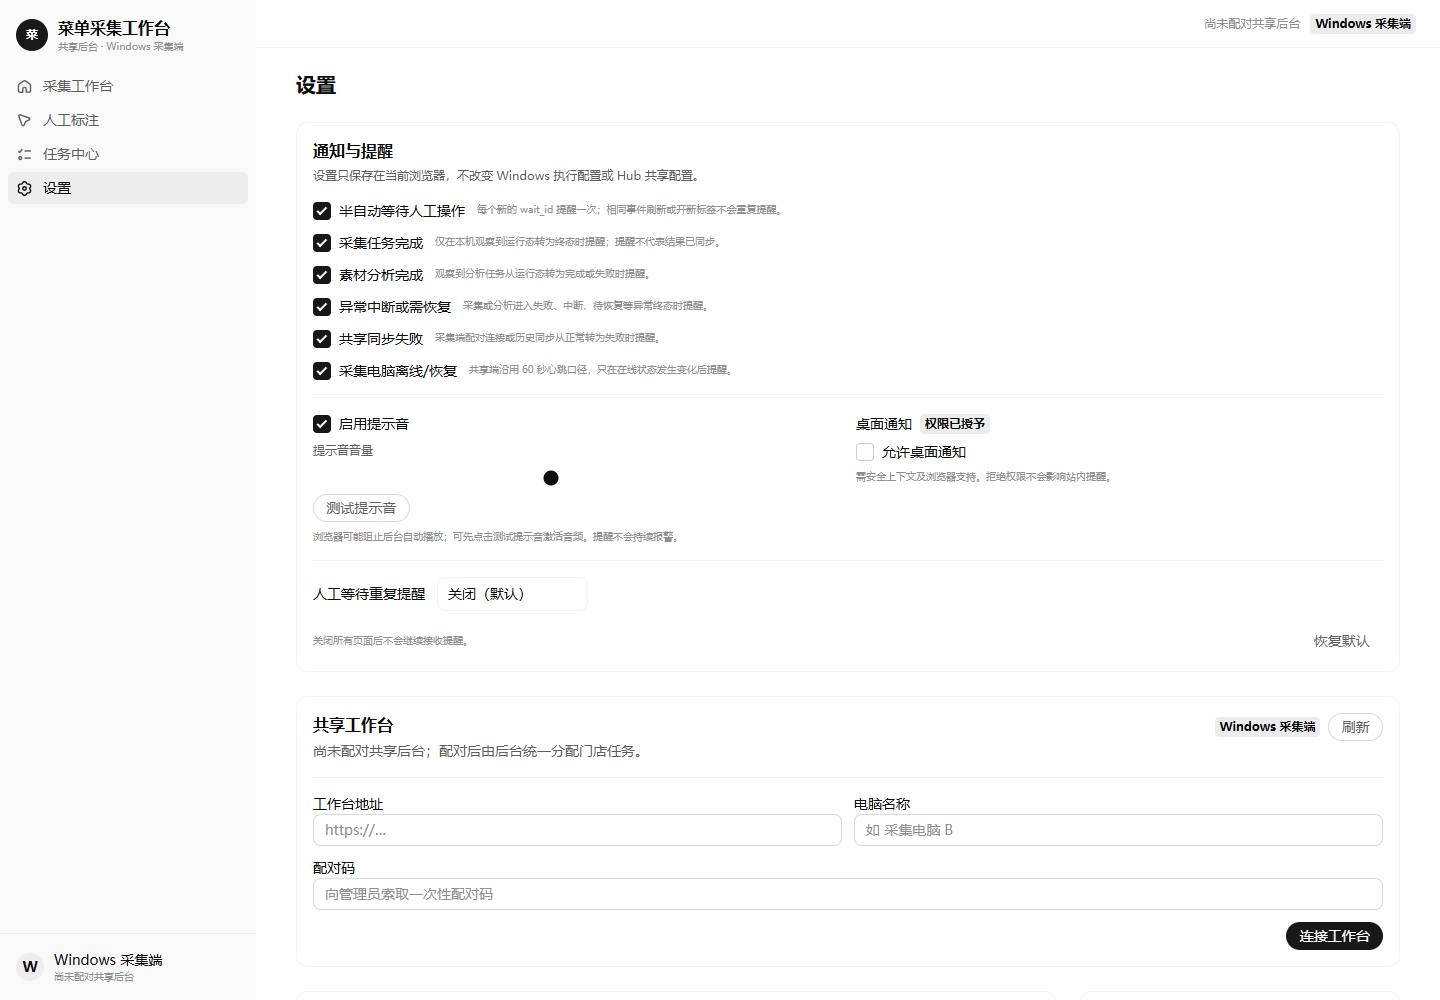 菜
菜单采集工作台
共享后台 · Windows 采集端
采集工作台
人工标注
任务中心
设置
W
Windows 采集端
尚未配对共享后台
尚未配对共享后台 Windows 采集端
设置
通知与提醒
设置只保存在当前浏览器，不改变 Windows 执行配置或 Hub 共享配置。
半自动等待人工操作 每个新的 wait_id 提醒一次；相同事件刷新或开新标签不会重复提醒。
采集任务完成 仅在本机观察到运行态转为终态时提醒；提醒不代表结果已同步。
素材分析完成 观察到分析任务从运行态转为完成或失败时提醒。
异常中断或需恢复 采集或分析进入失败、中断、待恢复等异常终态时提醒。
共享同步失败 采集端配对连接或历史同步从正常转为失败时提醒。
采集电脑离线/恢复 共享端沿用 60 秒心跳口径，只在在线状态发生变化后提醒。
启用提示音
提示音音量
测试提示音
浏览器可能阻止后台自动播放；可先点击测试提示音激活音频。提醒不会持续报警。
桌面通知 权限已授予
允许桌面通知
需安全上下文及浏览器支持。拒绝权限不会影响站内提醒。
人工等待重复提醒 关闭（默认）
关闭所有页面后不会继续接收提醒。
恢复默认
共享工作台
尚未配对共享后台；配对后由后台统一分配门店任务。
Windows 采集端 刷新
工作台地址
https://...
电脑名称
如 采集电脑 B
配对码
向管理员索取一次性配对码
连接工作台